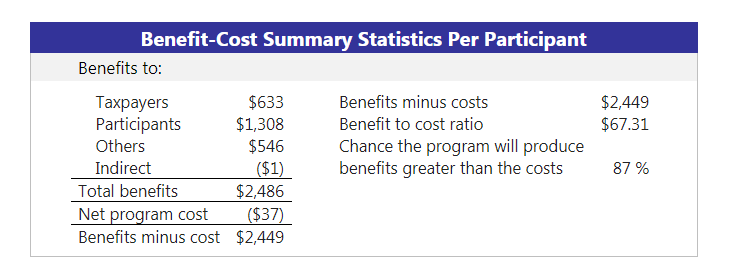 Benefit-Cost Summary Statistics Per Participant
Benefits to:
Taxpayers $633 Benefits minus costs $2,449
Participants $1,308 Benefit to cost ratio $67.31
Others $546 Chance the program will produce
Indirect ($1) benefits greater than the costs 87 %
Total benefits $2,486
Net program cost ($37)
Benefits minus cost $2,449